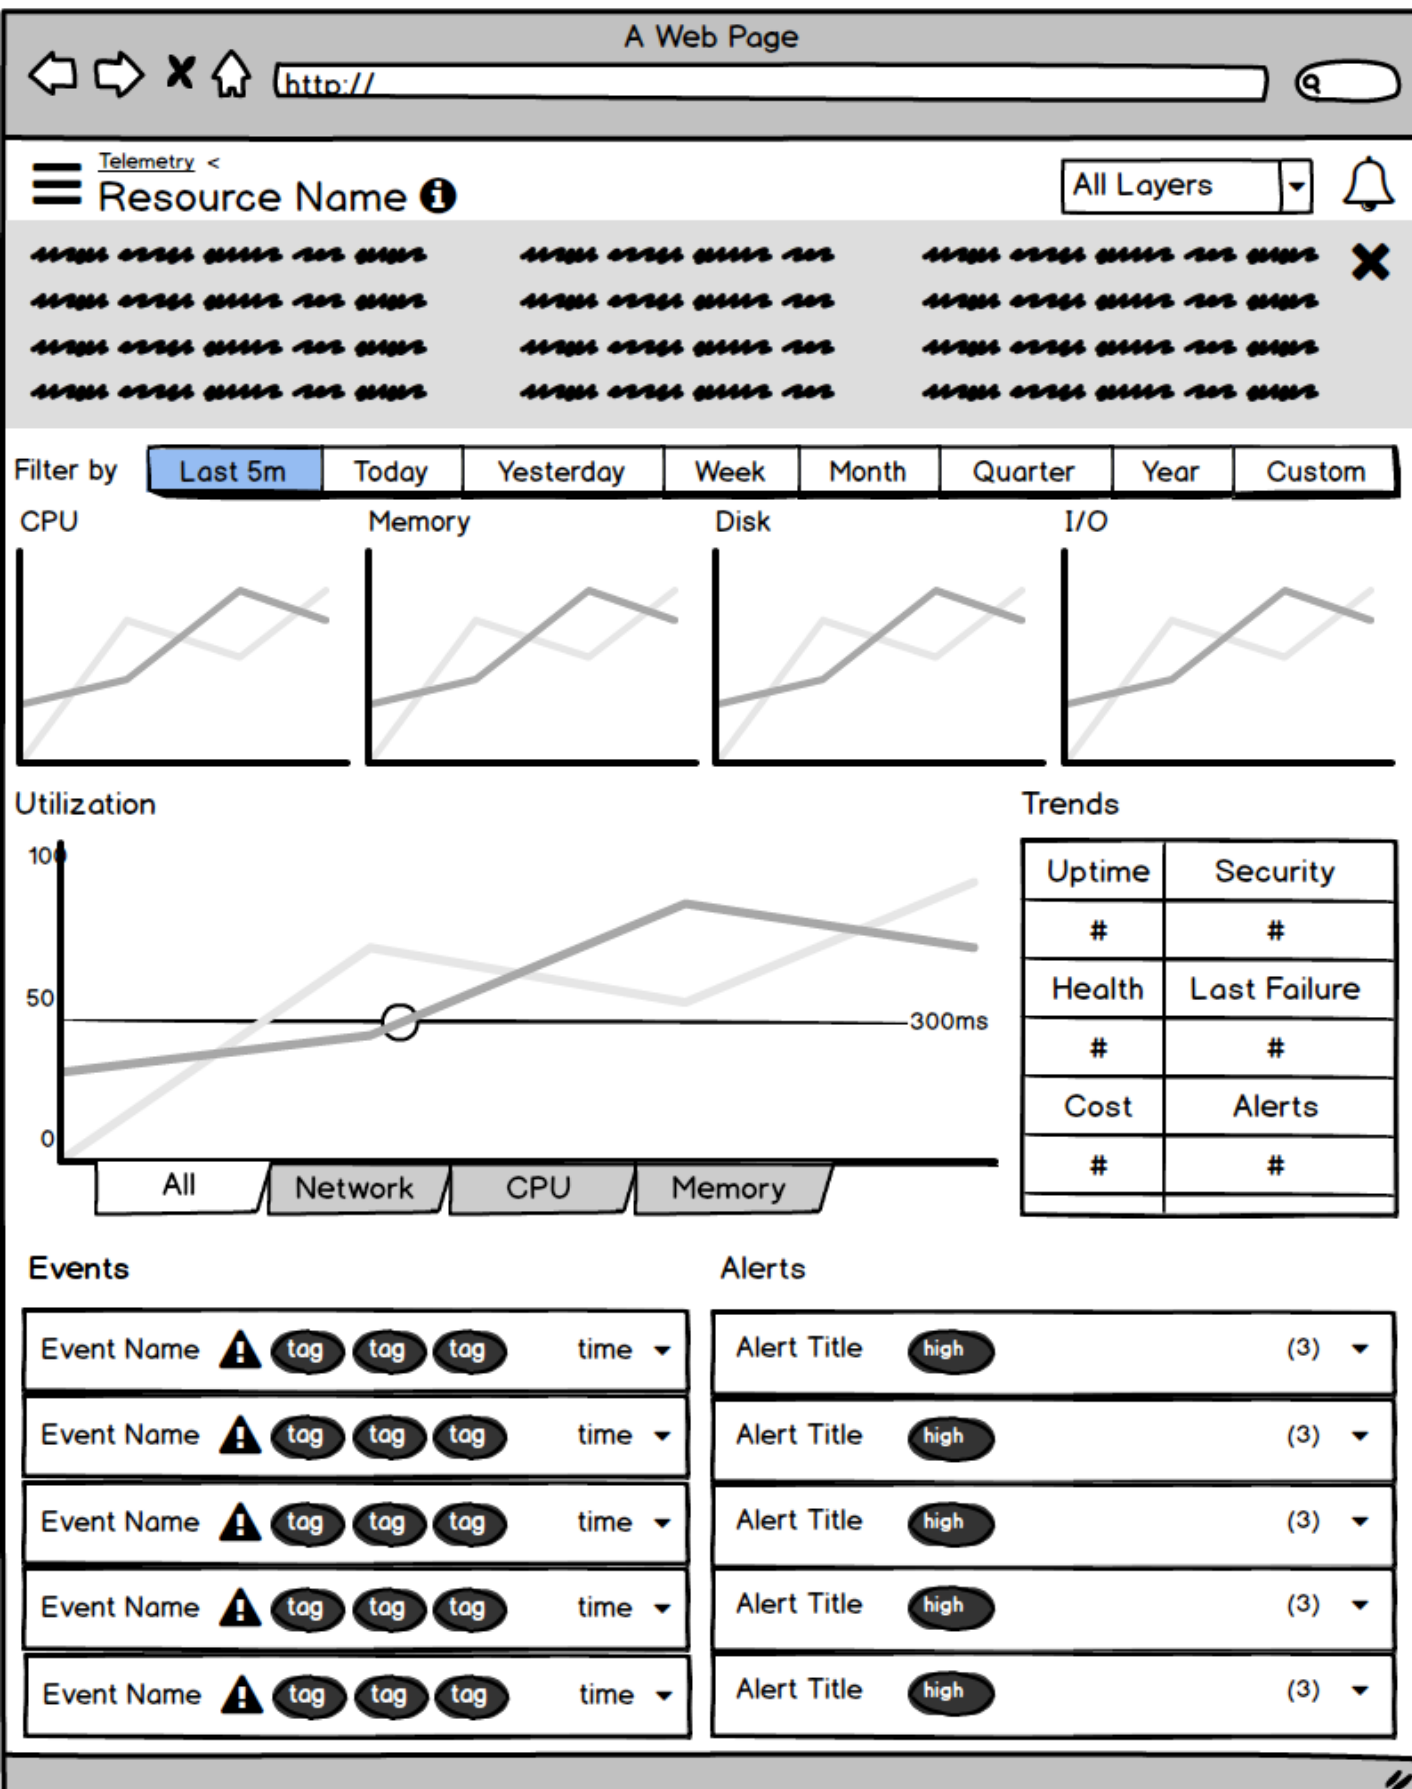 A Web Page
http://
Telemetry <
Resource Name
All Layers
Filter by Last 5m Today Yesterday Week Month Quarter Year Custom
CPU Memory Disk I/O
Utilization
Trends
100
50
0
300ms
All Network CPU Memory
Uptime Security
# #
Health Last Failure
# #
Cost Alerts
# #
Events
Event Name tag tag tag time
Event Name tag tag tag time
Event Name tag tag tag time
Event Name tag tag tag time
Event Name tag tag tag time
Alerts
Alert Title high (3)
Alert Title high (3)
Alert Title high (3)
Alert Title high (3)
Alert Title high (3)